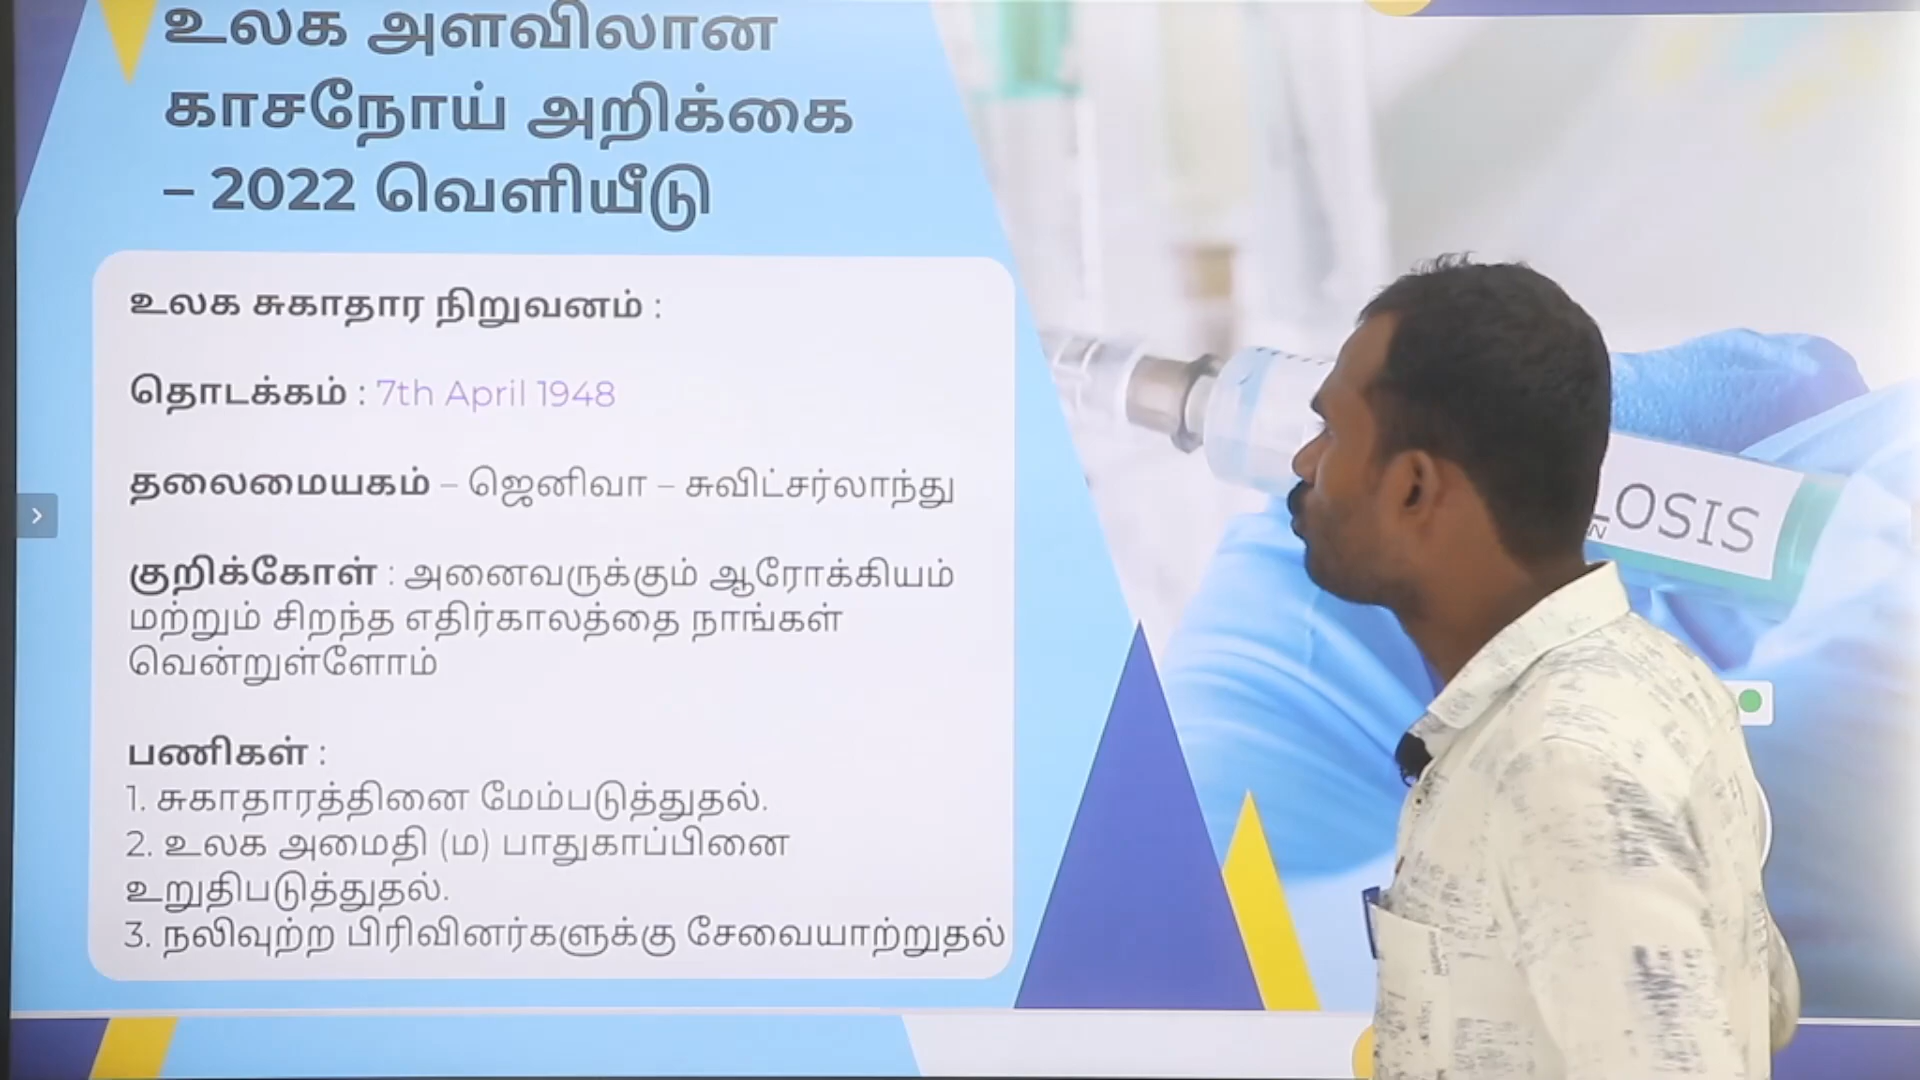 உலக அளவிலான
காசநோய் அறிக்கை
– 2022 வெளியீடு
உலக சுகாதார நிறுவனம் :
தொடக்கம் : 7th April 1948
தலைமையகம் – ஜெனிவா – சுவிட்சர்லாந்து
குறிக்கோள் : அனைவருக்கும் ஆரோக்கியம்
மற்றும் சிறந்த எதிர்காலத்தை நாங்கள்
வென்றுள்ளோம்
பணிகள் :
1. சுகாதாரத்தினை மேம்படுத்துதல்.
2. உலக அமைதி (ம) பாதுகாப்பினை
உறுதிபடுத்துதல்.
3. நலிவுற்ற பிரிவினர்களுக்கு சேவையாற்றுதல்
LOSIS